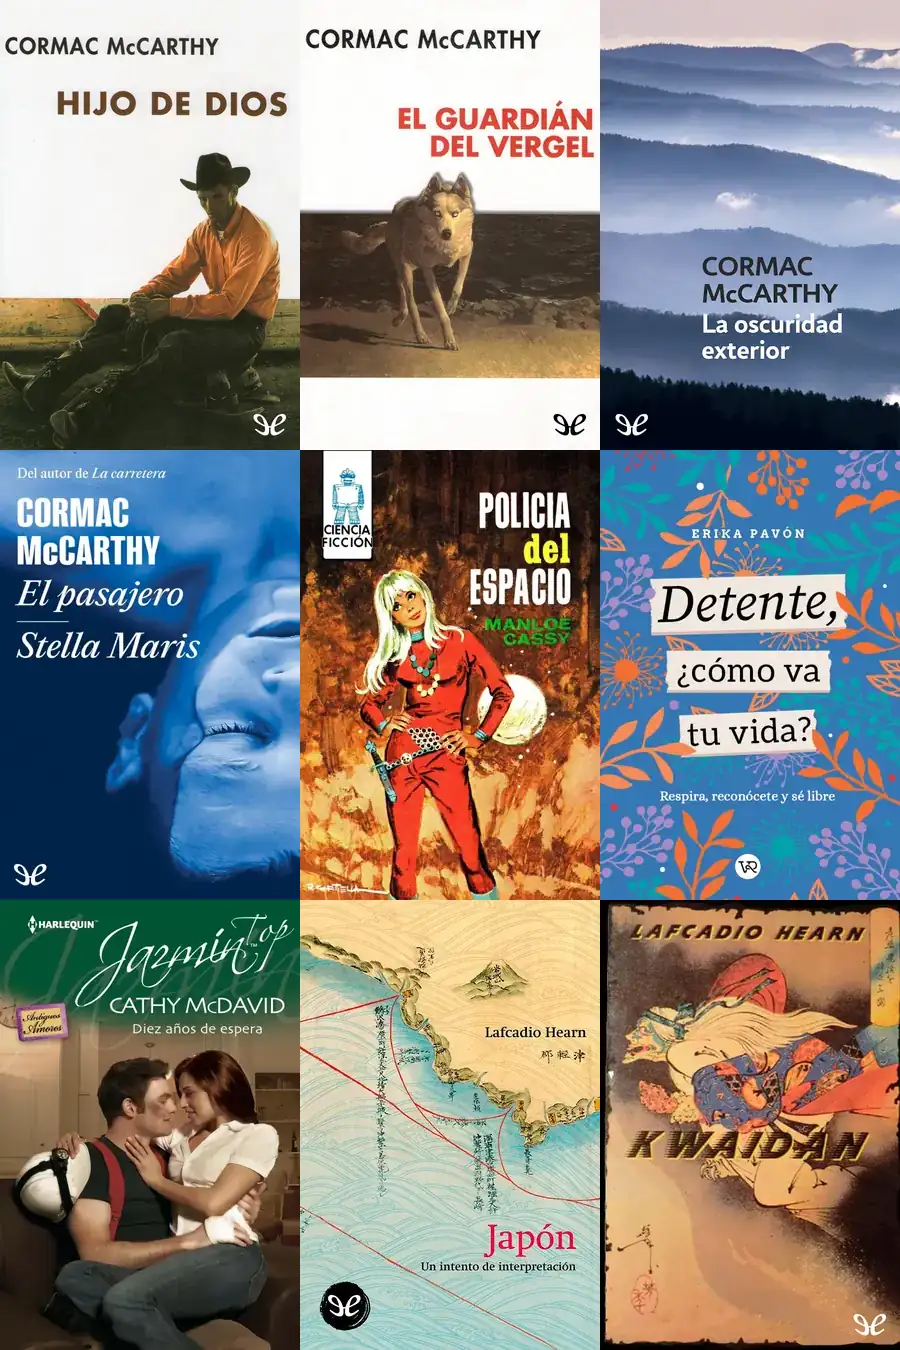 CORMAC McCARTHY
HIJO DE DIOS
CORMAC McCARTHY
EL GUARDIÁN
DEL VERGEL
CORMAC
McCARTHY
La oscuridad
exterior
Del autor de La carretera
CORMAC
McCARTHY
El pasajero
Stella Maris
CIENCIA
FICCIÓN
POLICIA
del
ESPACIO
MANLOE
CASSY
ERIKA PAVÓN
Detente,
¿cómo va
tu vida?
Respira, reconócete y sé libre
VR
HARLEQUIN™
Jazmín Top™
CATHY McDAVID
Diez años de espera
Antiguos
Amores
Lafcadio Hearn
Japón
Un intento de interpretación
LAFCADIO HEARN
KWAIDAN